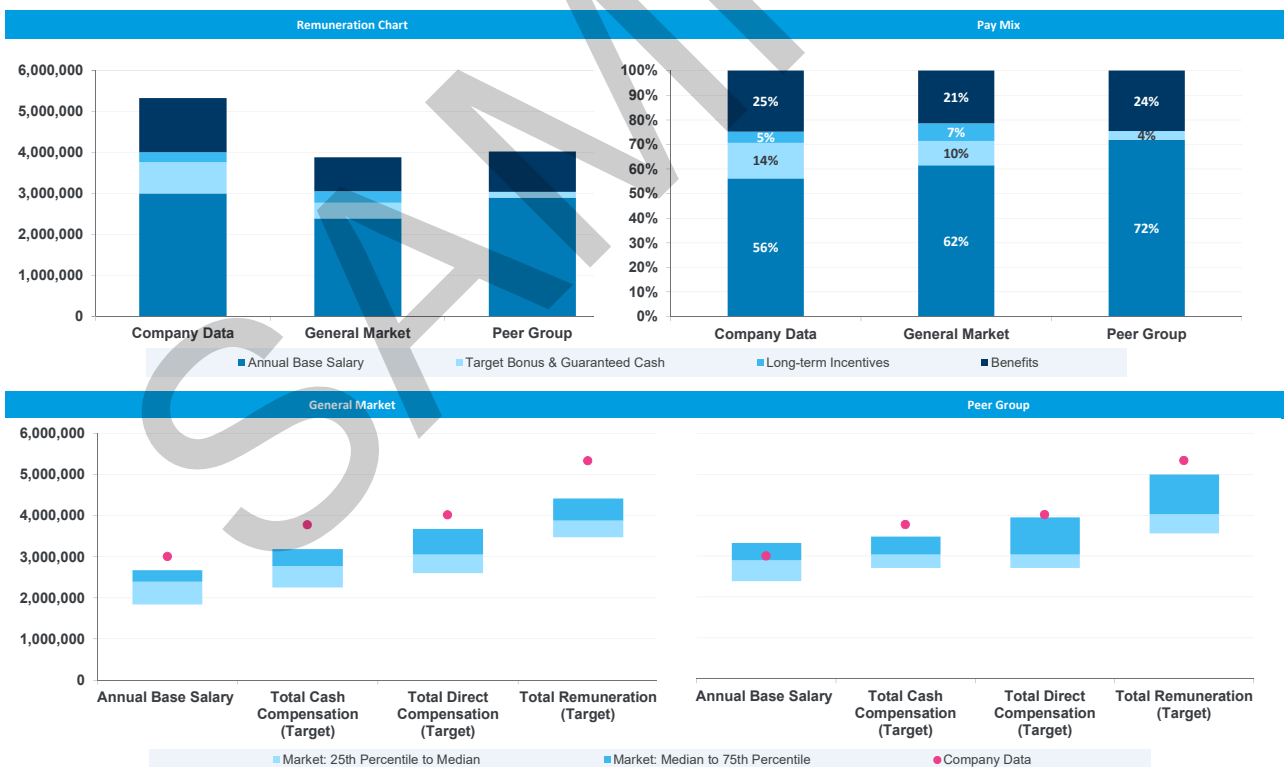 Remuneration Chart
6,000,000
5,000,000
4,000,000
3,000,000
2,000,000
1,000,000
0
Company Data
General Market
Peer Group
Pay Mix
100%
90%
80%
70%
60%
50%
40%
30%
20%
10%
0%
25%
5%
14%
56%
21%
7%
10%
62%
24%
4%
72%
Company Data
General Market
Peer Group
Annual Base Salary
Target Bonus & Guaranteed Cash
Long-term Incentives
Benefits
General Market
6,000,000
5,000,000
4,000,000
3,000,000
2,000,000
1,000,000
0
Annual Base Salary
Total Cash
Compensation
(Target)
Total Direct
Compensation
(Target)
Total Remuneration
(Target)
Peer Group
Annual Base Salary
Total Cash
Compensation
(Target)
Total Direct
Compensation
(Target)
Total Remuneration
(Target)
Market: 25th Percentile to Median
Market: Median to 75th Percentile
Company Data